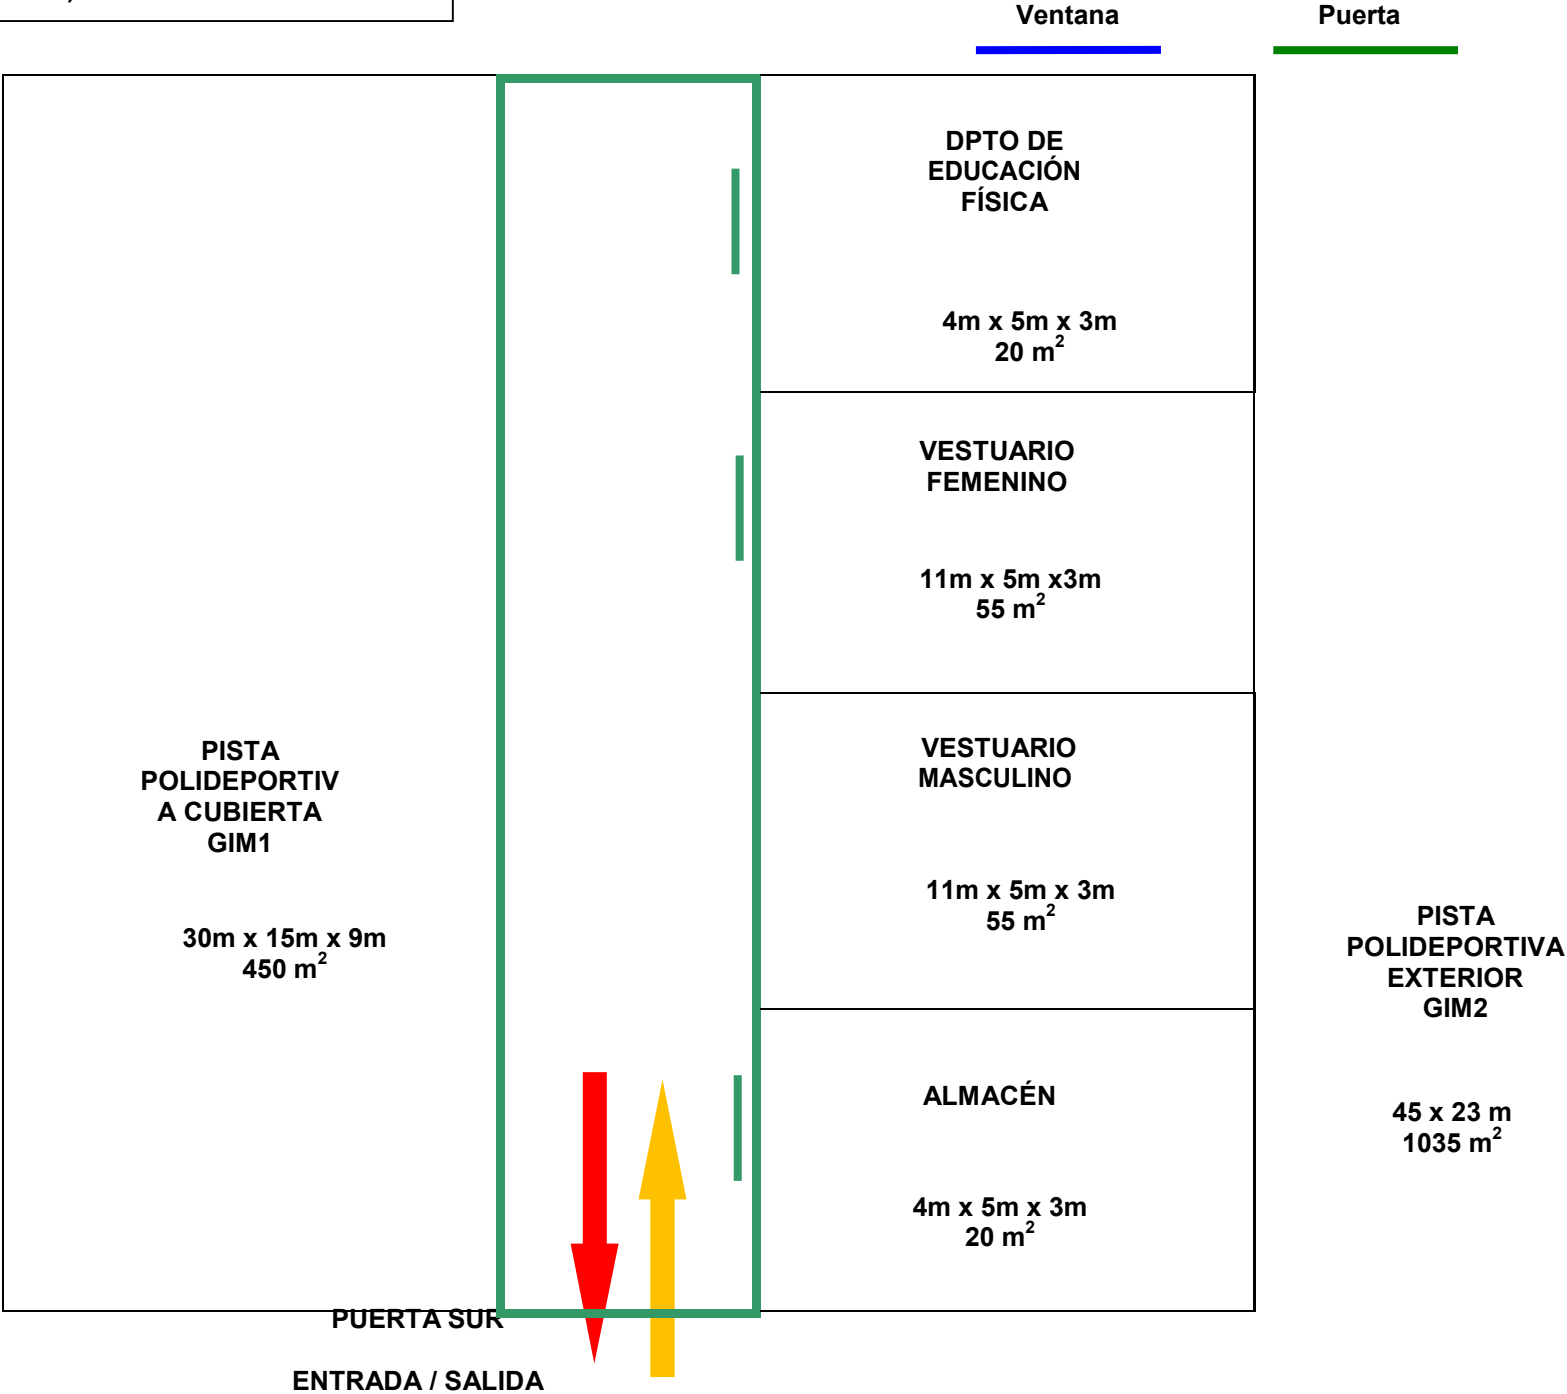 Ventana
Puerta
DPTO DE
EDUCACIÓN
FÍSICA
4m x 5m x 3m
20 m²
VESTUARIO
FEMENINO
11m x 5m x3m
55 m²
VESTUARIO
MASCULINO
11m x 5m x 3m
55 m²
PISTA
POLIDEPORTIV
A CUBIERTA
GIM1
30m x 15m x 9m
450 m²
PISTA
POLIDEPORTIVA
EXTERIOR
GIM2
45 x 23 m
1035 m²
ALMACÉN
4m x 5m x 3m
20 m²
PUERTA SUR
ENTRADA / SALIDA